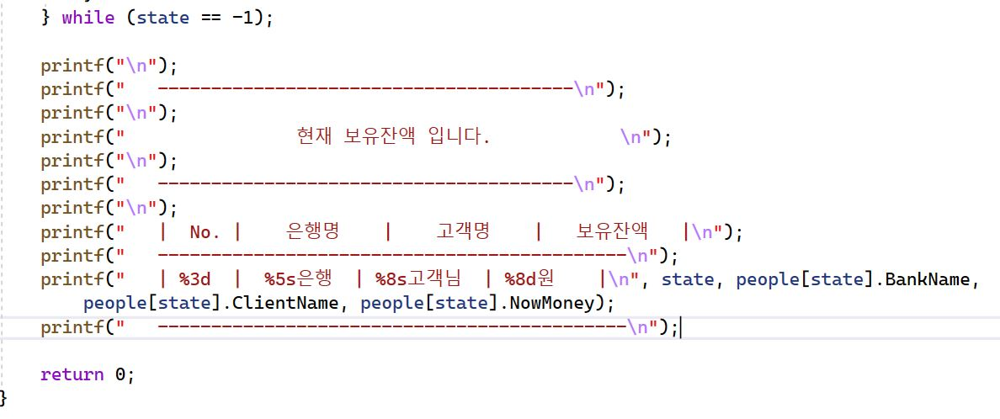 } while (state == -1);
printf("\n");
printf("   ---------------------------------------\n");
printf("\n");
printf("                현재 보유잔액 입니다.            \n");
printf("\n");
printf("   ---------------------------------------\n");
printf("\n");
printf("   |  No. |    은행명    |    고객명    |   보유잔액   |\n");
printf("   --------------------------------------------\n");
printf("   | %3d  |  %5s은행  | %8s고객님  | %8d원    |\n", state, people[state].BankName,
people[state].ClientName, people[state].NowMoney);
printf("   --------------------------------------------\n");
return 0;
}